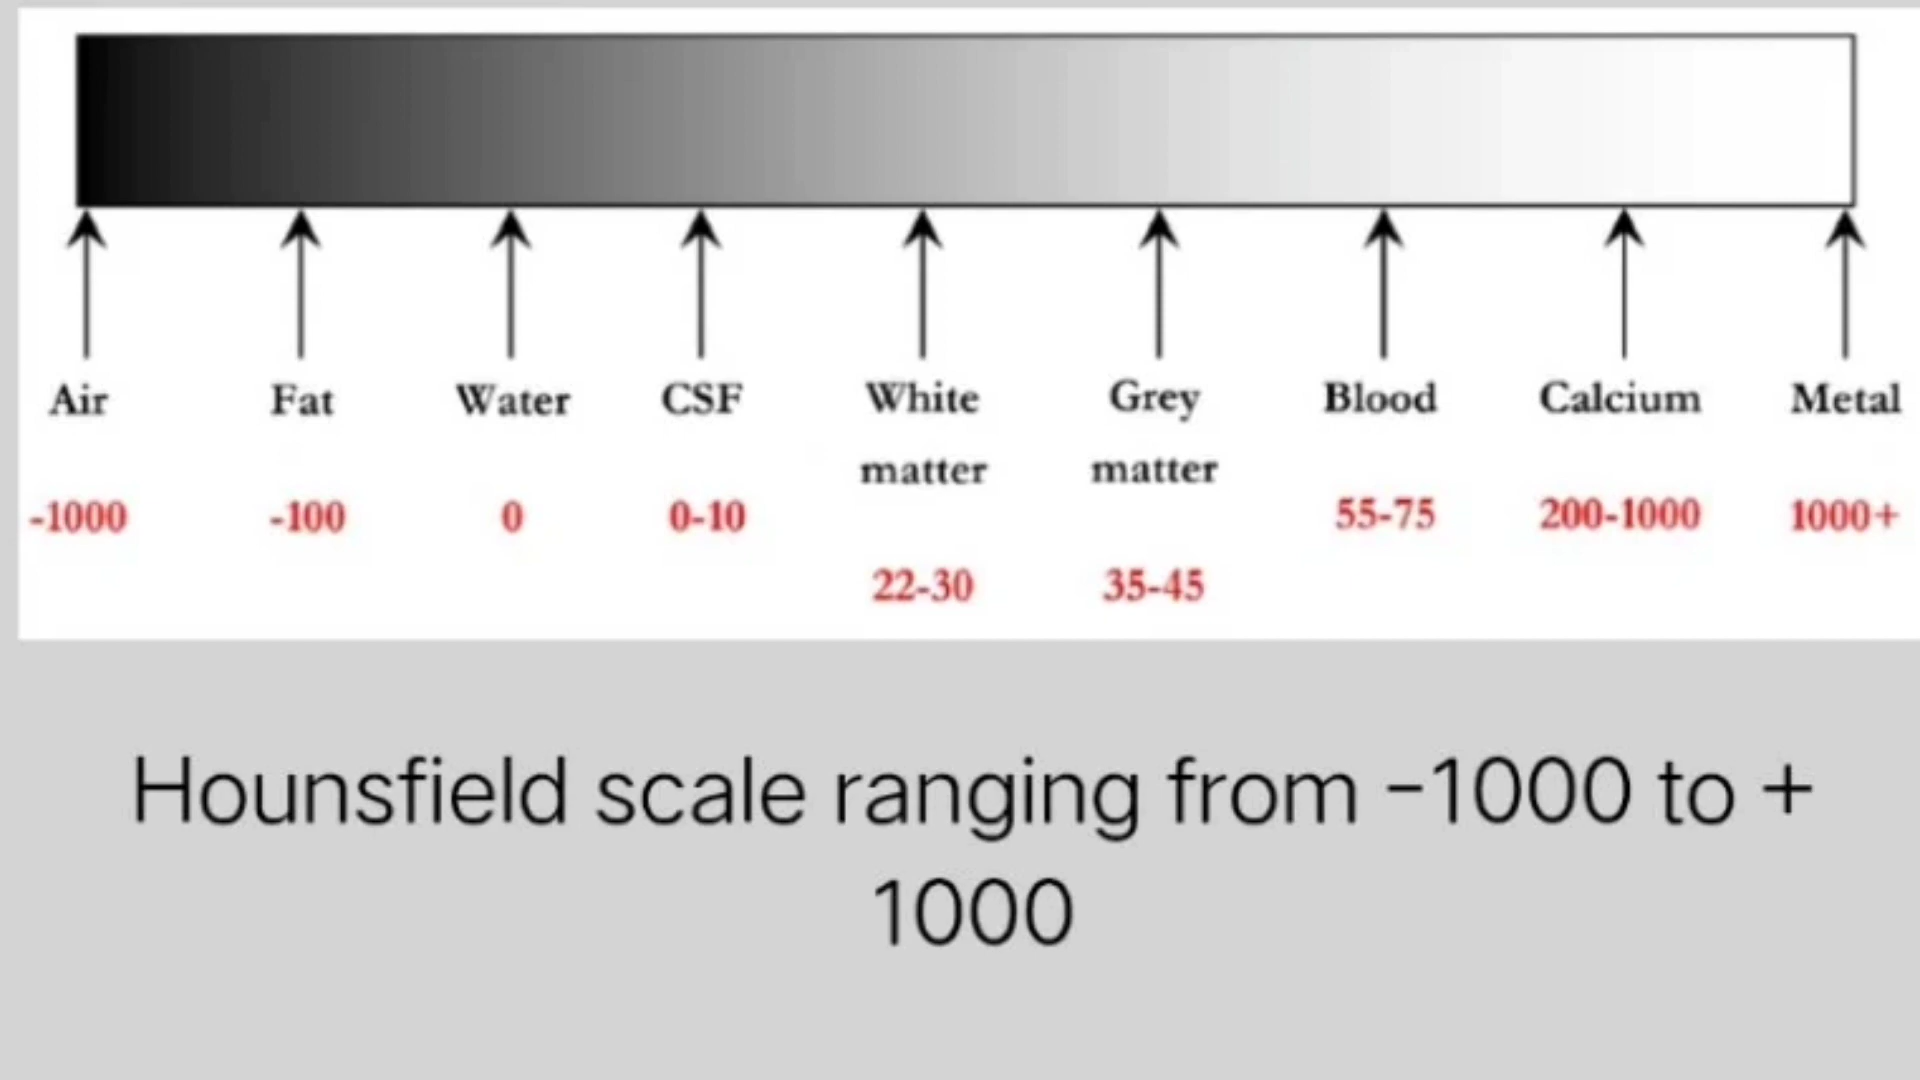 Air Fat Water CSF White Grey Blood Calcium Metal
matter matter
-1000 -100 0 0-10 55-75 200-1000 1000+
22-30 35-45
Hounsfield scale ranging from -1000 to +
1000